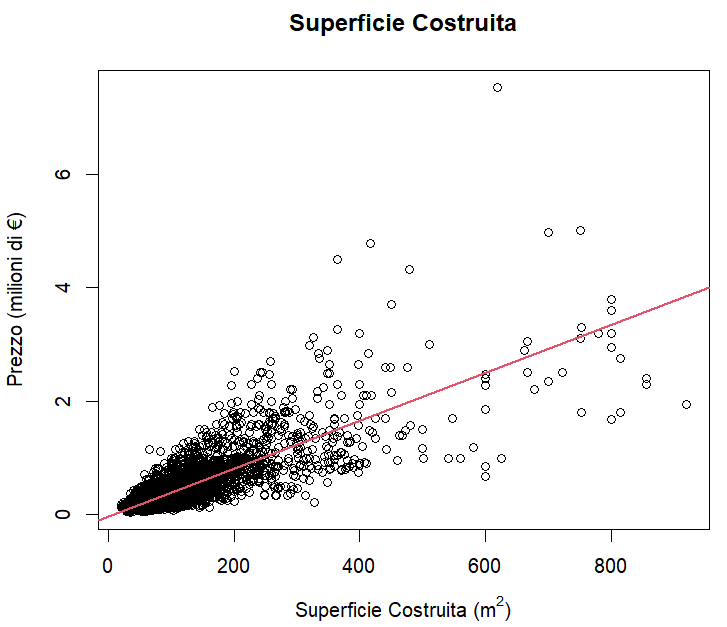 Superficie Costruita
Prezzo (milioni di €)
6
4
2
0
0 200 400 600 800
Superficie Costruita (m²)